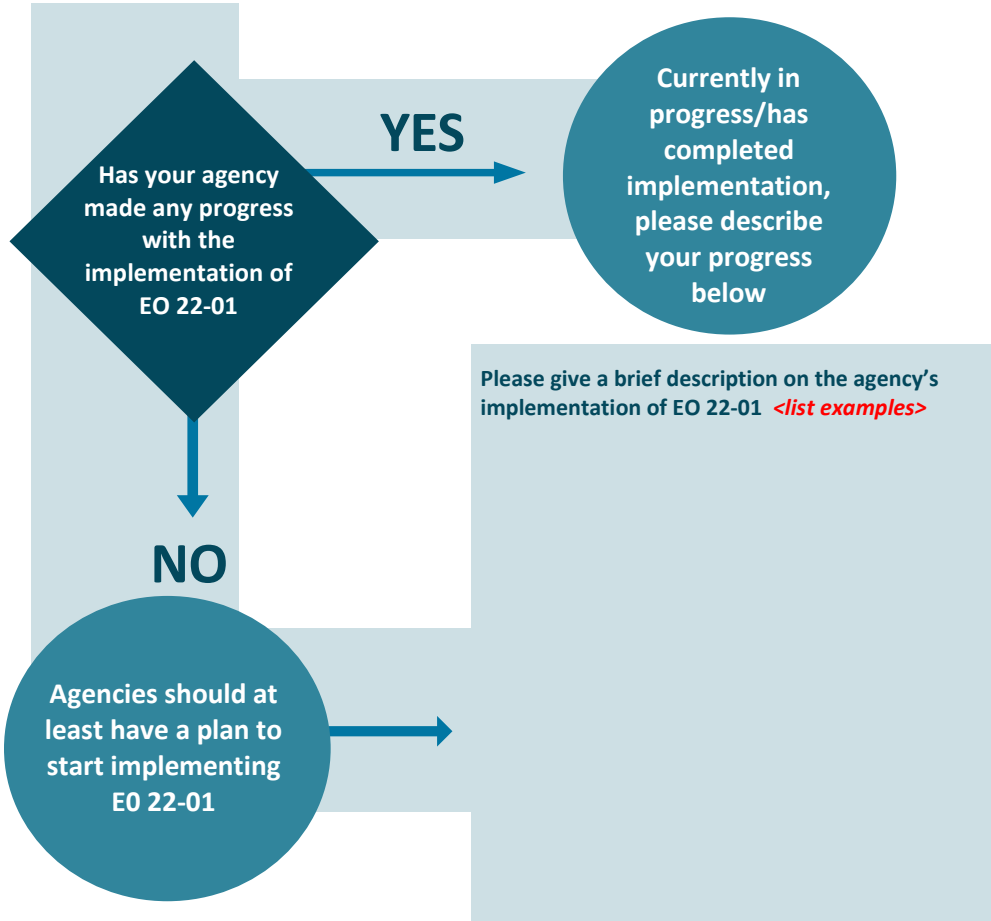 Has your agency
made any progress
with the
implementation of
EO 22-01
YES
Currently in
progress/has
completed
implementation,
please describe
your progress
below
Please give a brief description on the agency’s
implementation of EO 22-01 <list examples>
NO
Agencies should at
least have a plan to
start implementing
E0 22-01